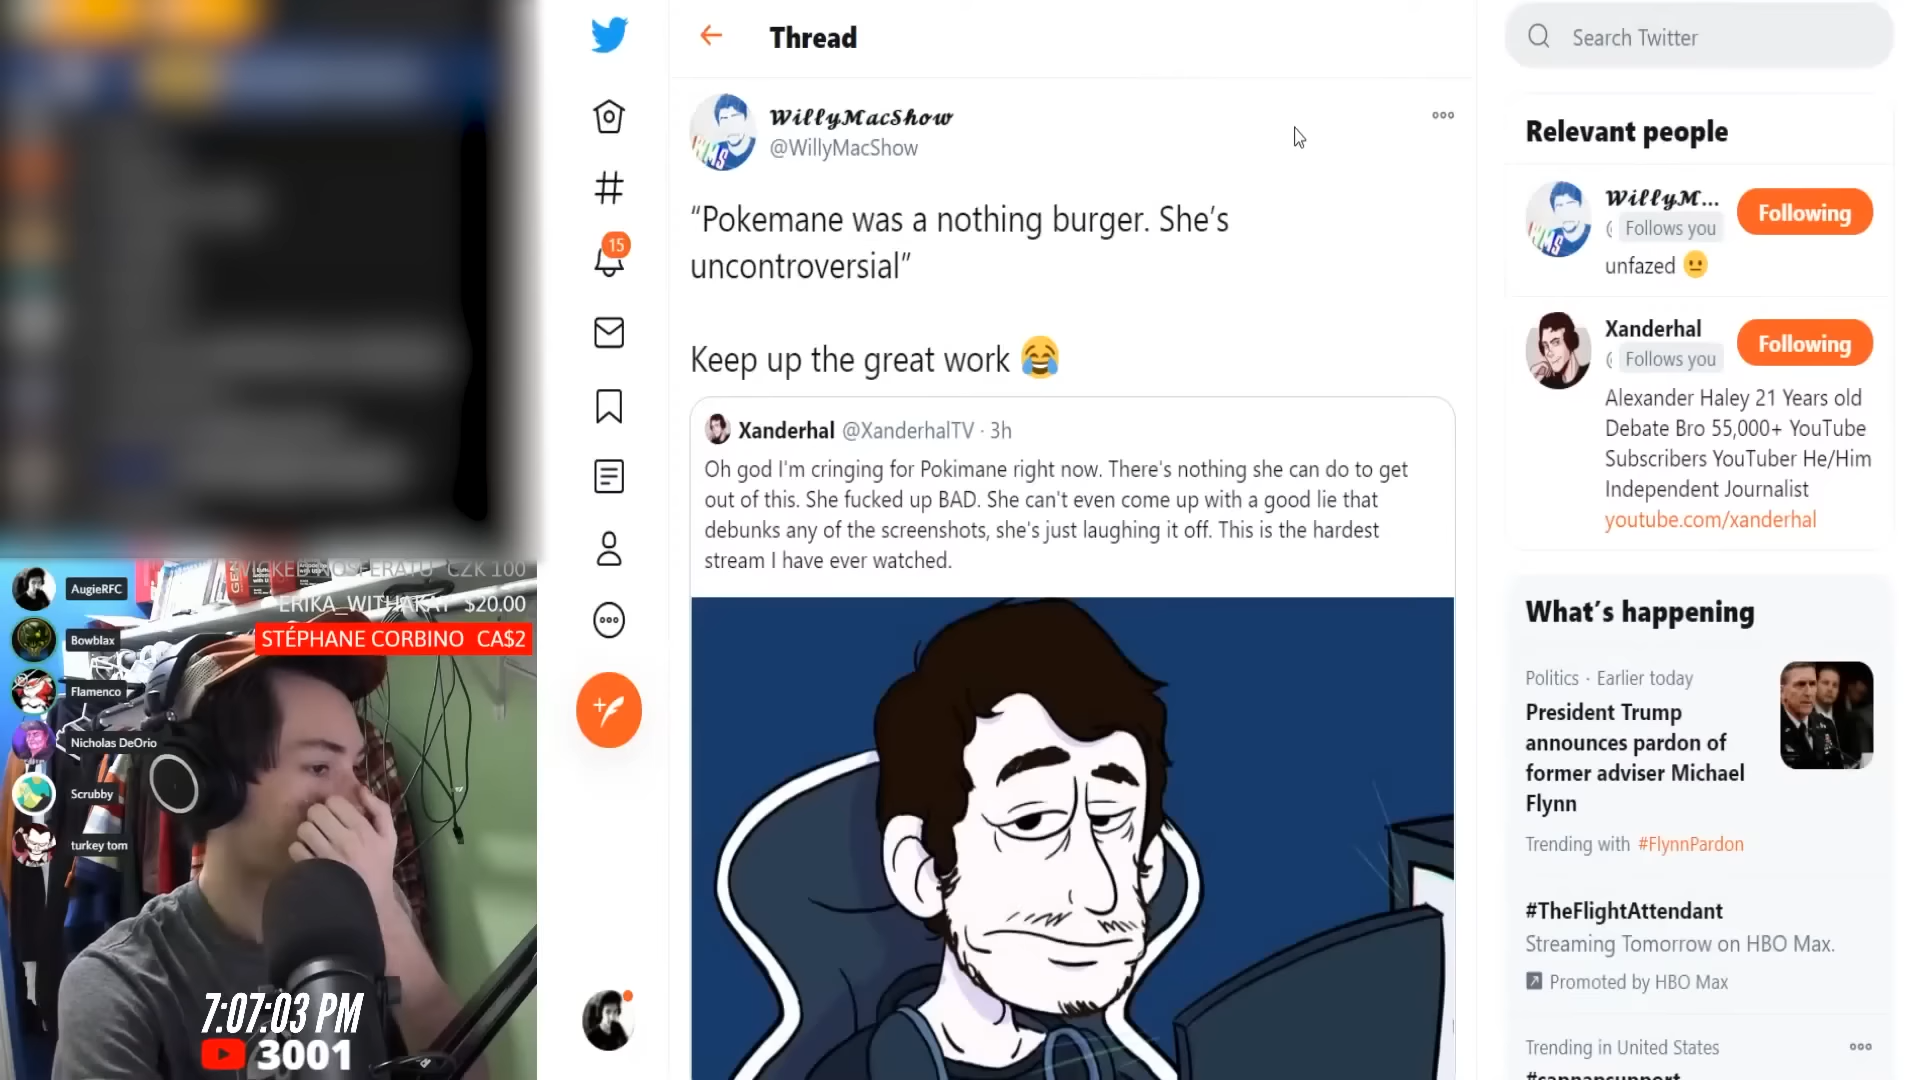 Thread
WillyMacShow
@WillyMacShow
“Pokemane was a nothing burger. She’s
uncontroversial”
Keep up the great work 😂
Xanderhal @XanderhalTV · 3h
Oh god I'm cringing for Pokimane right now. There's nothing she can do to get
out of this. She fucked up BAD. She can't even come up with a good lie that
debunks any of the screenshots, she's just laughing it off. This is the hardest
stream I have ever watched.
15
Search Twitter
Relevant people
WillyM...
Follows you
Following
unfazed 😐
Xanderhal
Follows you
Following
Alexander Haley 21 Years old
Debate Bro 55,000+ YouTube
Subscribers YouTuber He/Him
Independent Journalist
youtube.com/xanderhal
What’s happening
Politics · Earlier today
President Trump
announces pardon of
former adviser Michael
Flynn
Trending with #FlynnPardon
#TheFlightAttendant
Streaming Tomorrow on HBO Max.
Promoted by HBO Max
Trending in United States
WICKED NOSFERATU CZK 100
ERIKA_WITHAKAY $20.00
STÉPHANE CORBINO CA$2
AugieRFC
Bowblax
Flamenco
Nicholas DeOrio
Scrubby
turkey tom
7:07:03 PM
3001